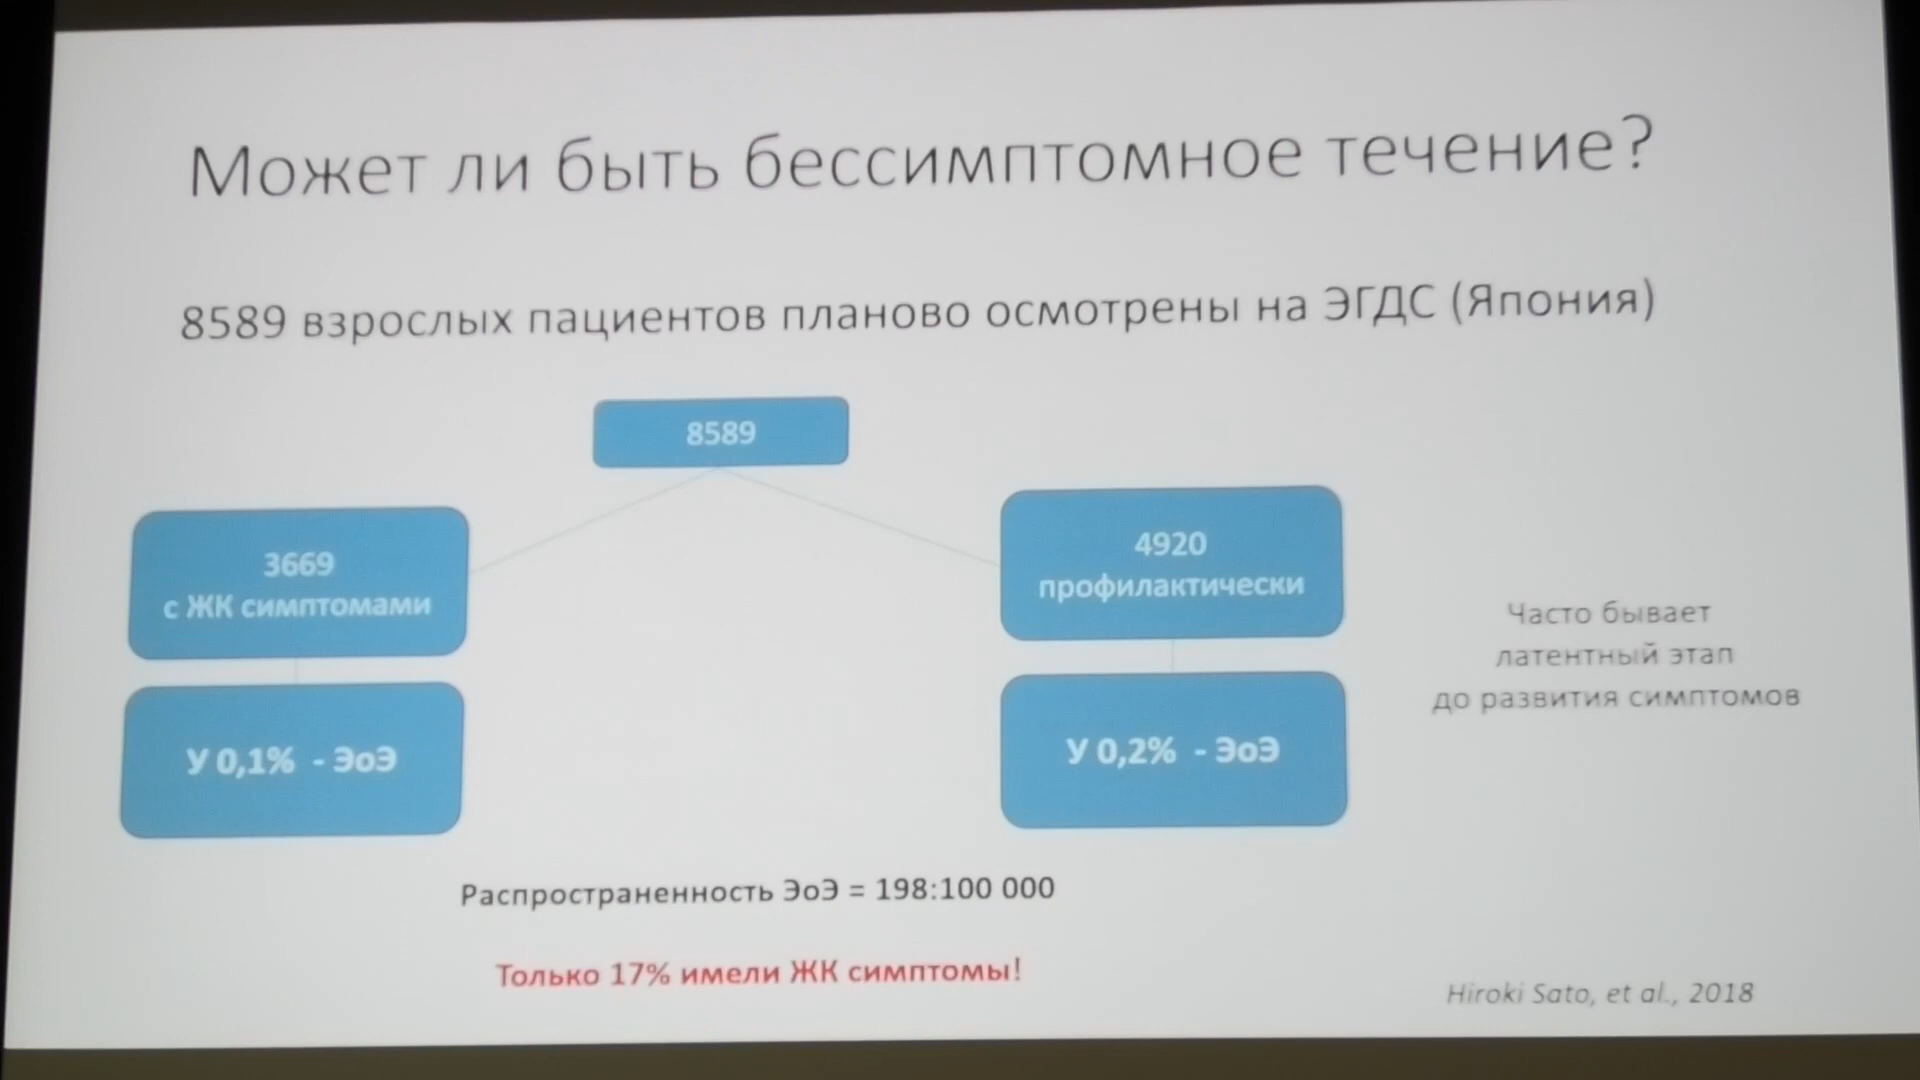 Может ли быть бессимптомное течение?
8589 взрослых пациентов планово осмотрены на ЭГДС (Япония)
8589
3669
с ЖК симптомами
4920
профилактически
У 0,1% - ЭоЭ
У 0,2% - ЭоЭ
Часто бывает
латентный этап
до развития симптомов
Распространенность ЭоЭ = 198:100 000
Только 17% имели ЖК симптомы!
Hiroki Sato, et al., 2018